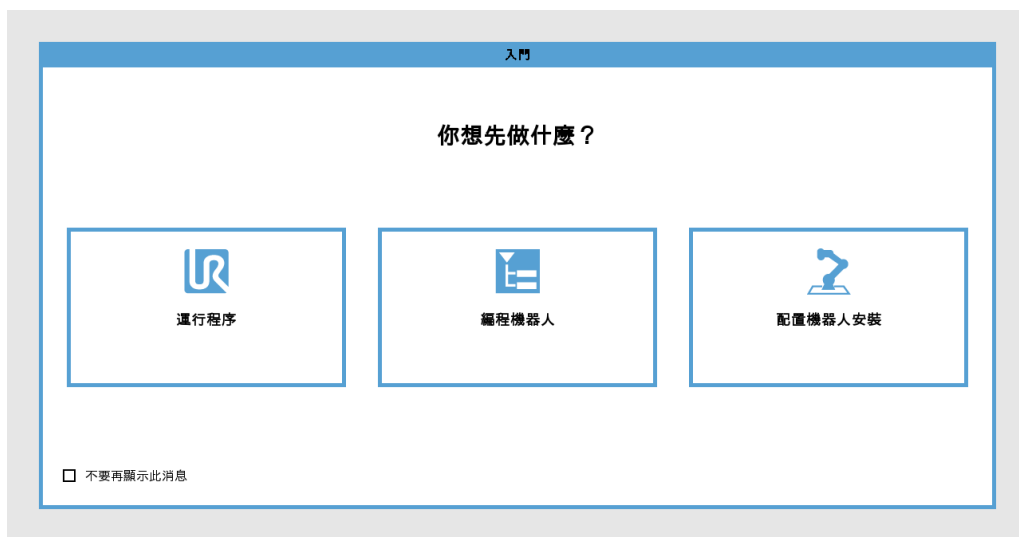 入門
你想先做什麼？
運行程序
編程機器人
配置機器人安裝
不要再顯示此消息